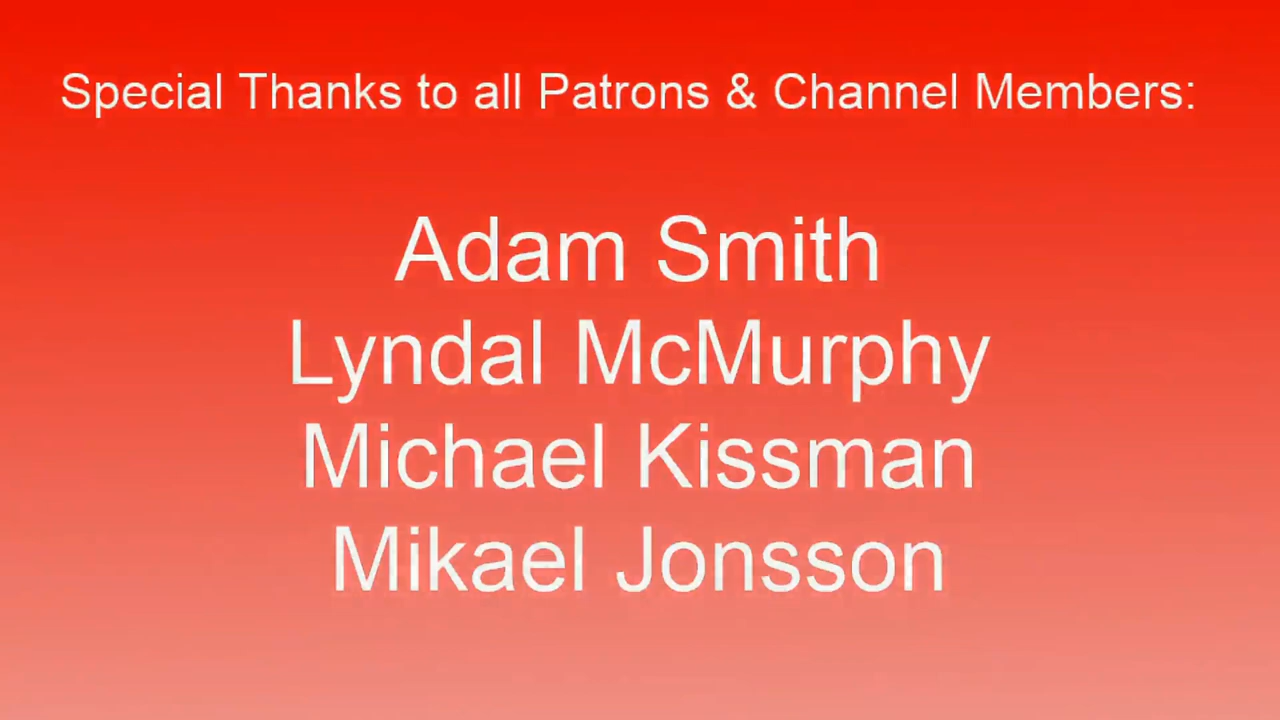 Special Thanks to all Patrons & Channel Members:
Adam Smith
Lyndal McMurphy
Michael Kissman
Mikael Jonsson